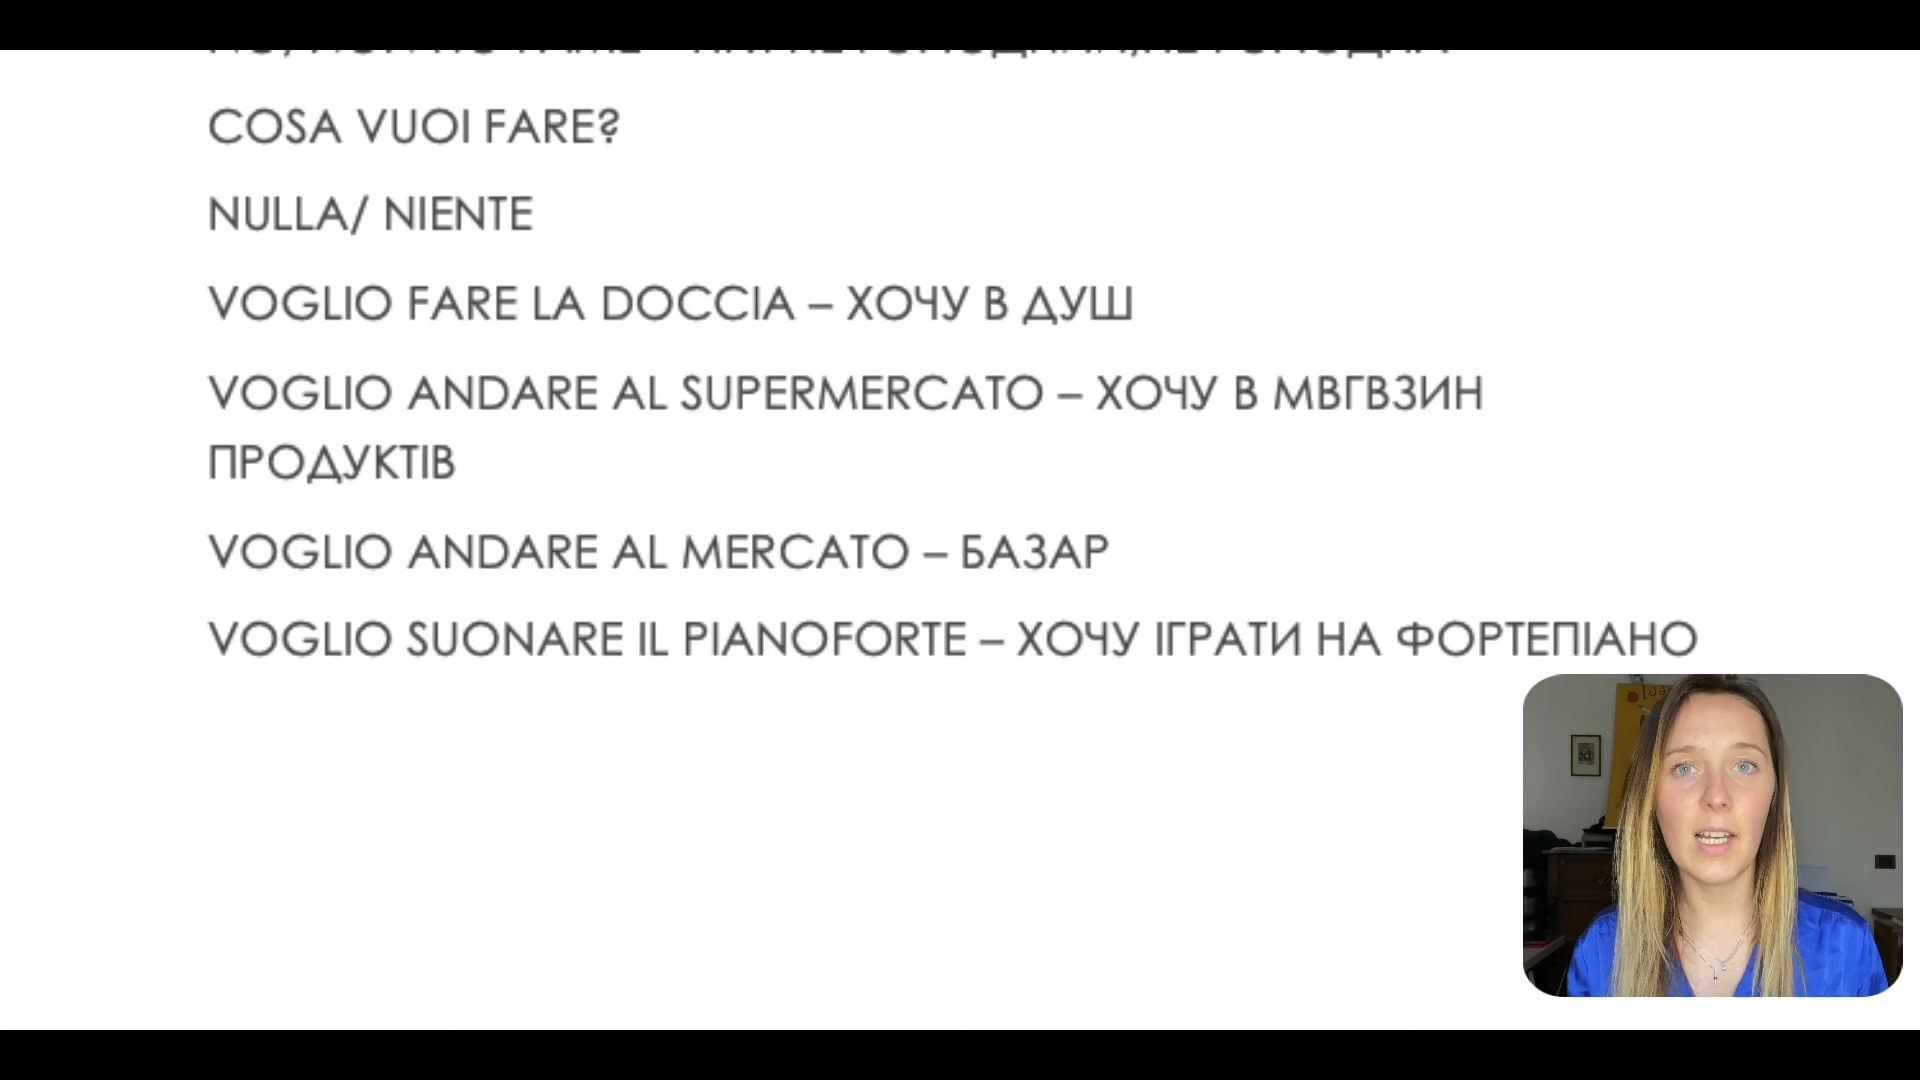 COSA VUOI FARE?
NULLA/ NIENTE
VOGLIO FARE LA DOCCIA – ХОЧУ В ДУШ
VOGLIO ANDARE AL SUPERMERCATO – ХОЧУ В МВГВЗИН
ПРОДУКТІВ
VOGLIO ANDARE AL MERCATO – БАЗАР
VOGLIO SUONARE IL PIANOFORTE – ХОЧУ ІГРАТИ НА ФОРТЕПІАНО